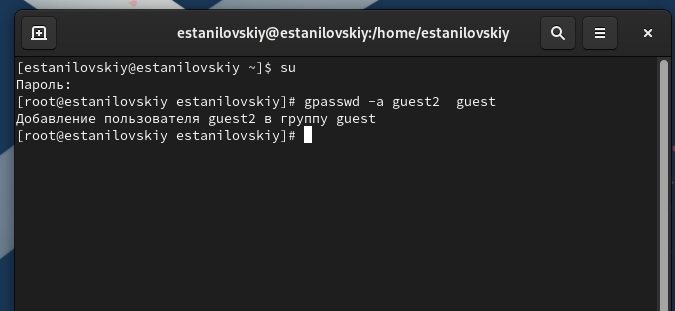 estanilovskiy@estanilovskiy:/home/estanilovskiy
[estanilovskiy@estanilovskiy ~]$ su
Пароль:
[root@estanilovskiy estanilovskiy]# gpasswd -a guest2  guest
Добавление пользователя guest2 в группу guest
[root@estanilovskiy estanilovskiy]#